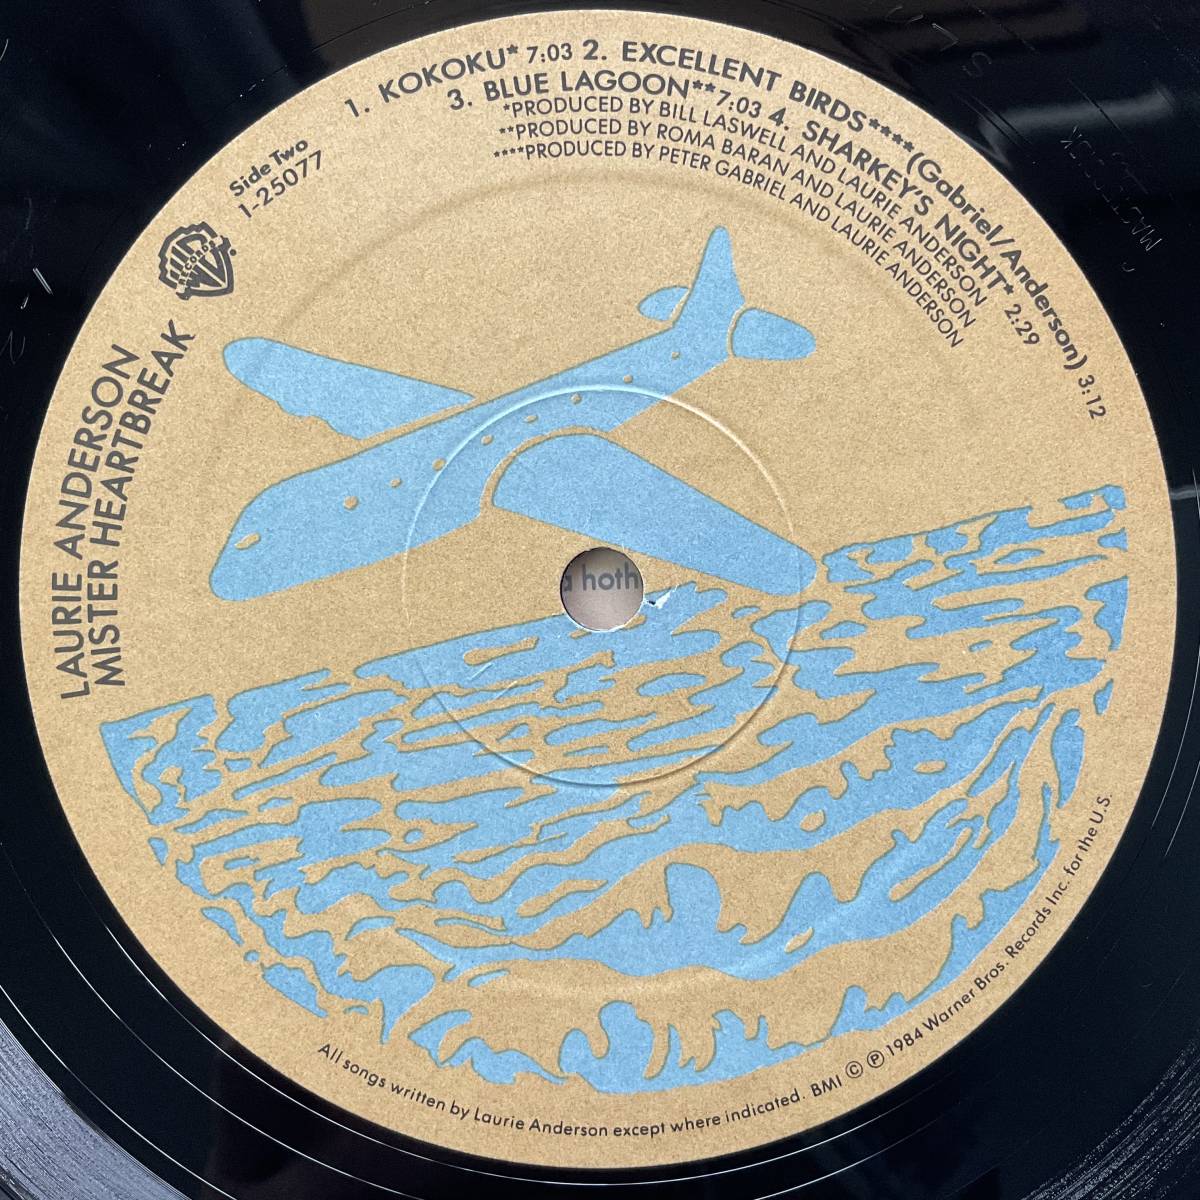 LAURIE ANDERSON
MISTER HEARTBREAK
Side Two
1-25077
1. KOKOKU* 7:03 2. EXCELLENT BIRDS****(Gabriel/Anderson) 3:12
3. BLUE LAGOON**7:03 4. SHARKEY'S NIGHT* 2:29
*PRODUCED BY BILL LASWELL AND LAURIE ANDERSON
**PRODUCED BY ROMA BARAN AND LAURIE ANDERSON
****PRODUCED BY PETER GABRIEL AND LAURIE ANDERSON
WB
RECORDS
hoth
All songs written by Laurie Anderson except where indicated. BMI © ℗ 1984 Warner Bros. Records Inc. for the U.S.